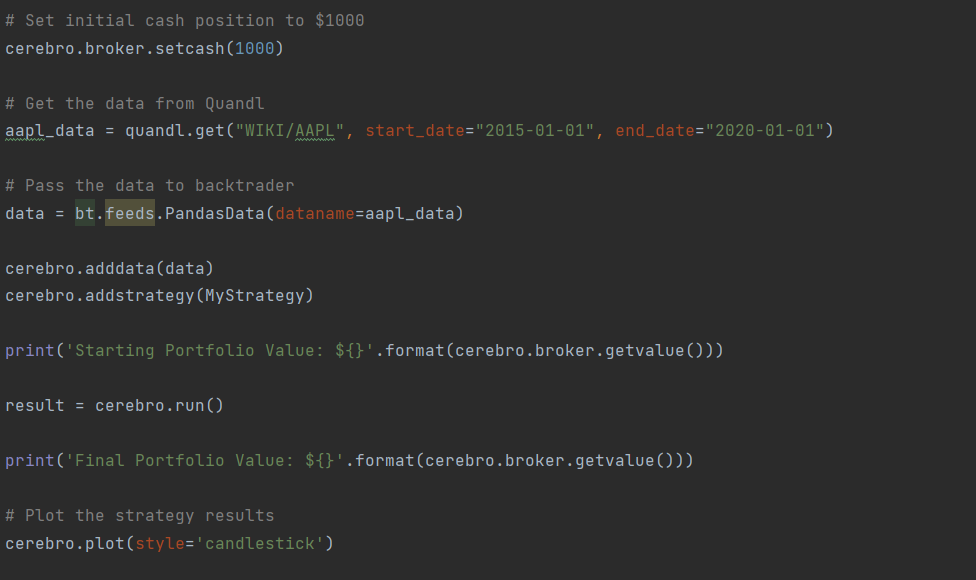 # Set initial cash position to $1000
cerebro.broker.setcash(1000)
# Get the data from Quandl
aapl_data = quandl.get("WIKI/AAPL", start_date="2015-01-01", end_date="2020-01-01")
# Pass the data to backtrader
data = bt.feeds.PandasData(dataname=aapl_data)
cerebro.adddata(data)
cerebro.addstrategy(MyStrategy)
print('Starting Portfolio Value: ${}'.format(cerebro.broker.getvalue()))
result = cerebro.run()
print('Final Portfolio Value: ${}'.format(cerebro.broker.getvalue()))
# Plot the strategy results
cerebro.plot(style='candlestick')